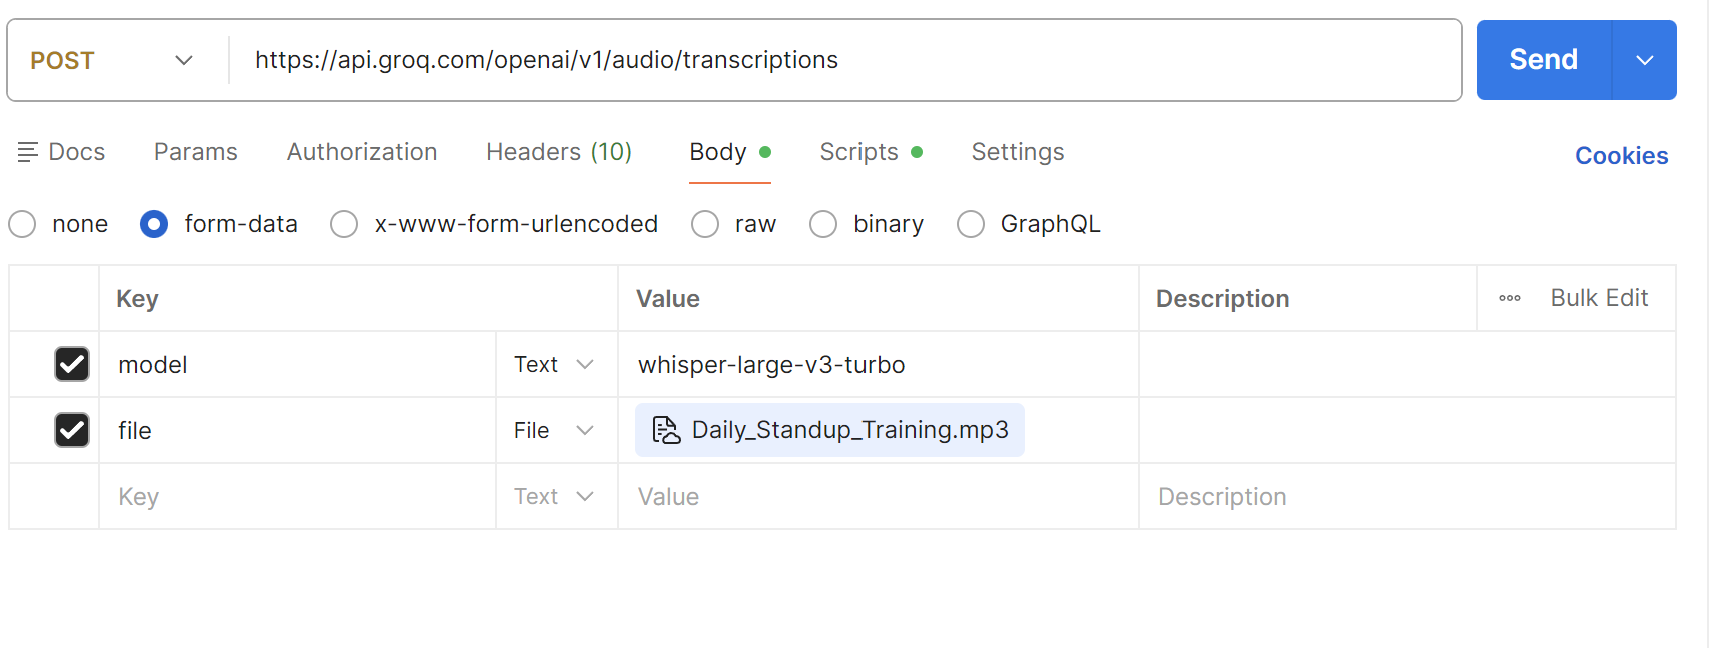 POST https://api.groq.com/openai/v1/audio/transcriptions Send
Docs Params Authorization Headers (10) Body Scripts Settings Cookies
none form-data x-www-form-urlencoded raw binary GraphQL
Key Value Description Bulk Edit
model Text whisper-large-v3-turbo
file File Daily_Standup_Training.mp3
Key Text Value Description